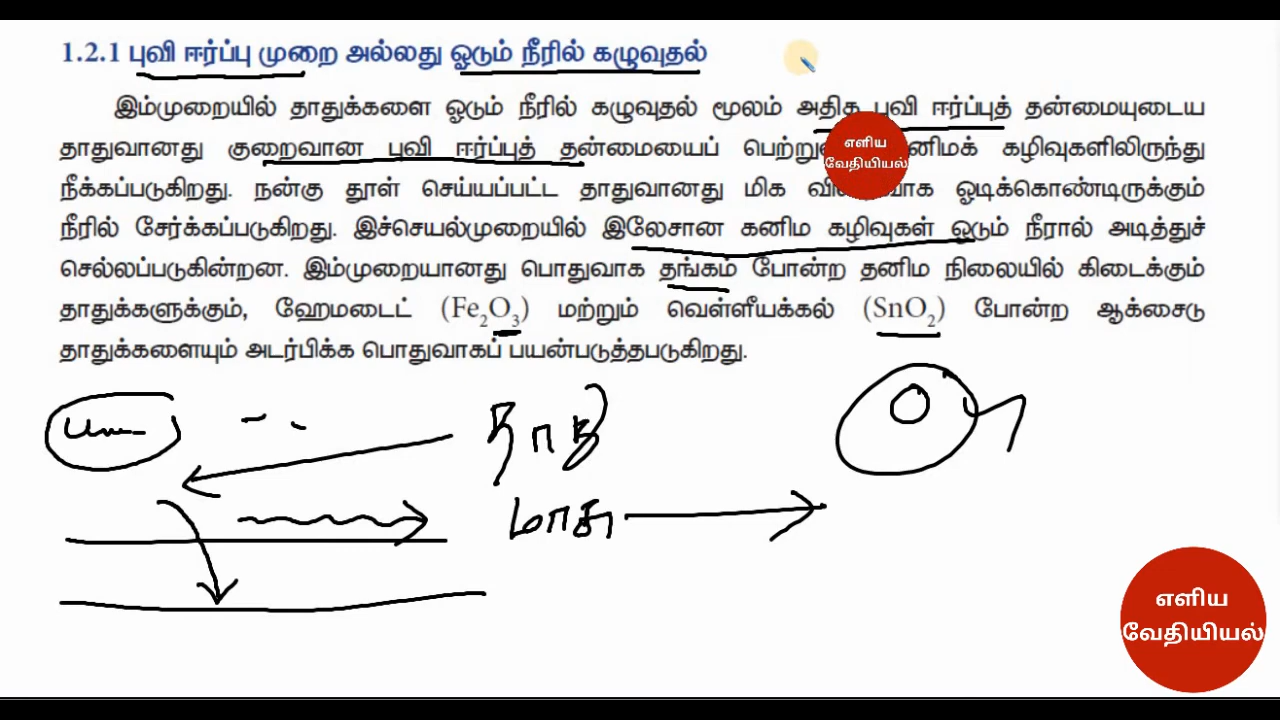 1.2.1 புவி ஈர்ப்பு முறை அல்லது ஓடும் நீரில் கழுவுதல்
இம்முறையில் தாதுக்களை ஓடும் நீரில் கழுவுதல் மூலம் அதிக புவி ஈர்ப்புத் தன்மையுடைய
தாதுவானது குறைவான புவி ஈர்ப்புத் தன்மையைப் கழிவுகளிலிருந்து
நீக்கப்படுகிறது. நன்கு தூள் செய்யப்பட்ட தாதுவானது மிக ஓடிக்கொண்டிருக்கும்
நீரில் சேர்க்கப்படுகிறது. இச்செயல்முறையில் இலேசான கனிம கழிவுகள் ஓடும் நீரால் அடித்துச்
செல்லப்படுகின்றன. இம்முறையானது பொதுவாக தங்கம் போன்ற தனிம நிலையில் கிடைக்கும்
தாதுக்களுக்கும், ஹேமடைட் (Fe₂O₃) மற்றும் வெள்ளீயக்கல் (SnO₂) போன்ற ஆக்சைடு
தாதுக்களையும் அடர்பிக்க பொதுவாகப் பயன்படுத்தபடுகிறது.
எளிய
வேதியியல்
மாசு
எளிய
வேதியியல்